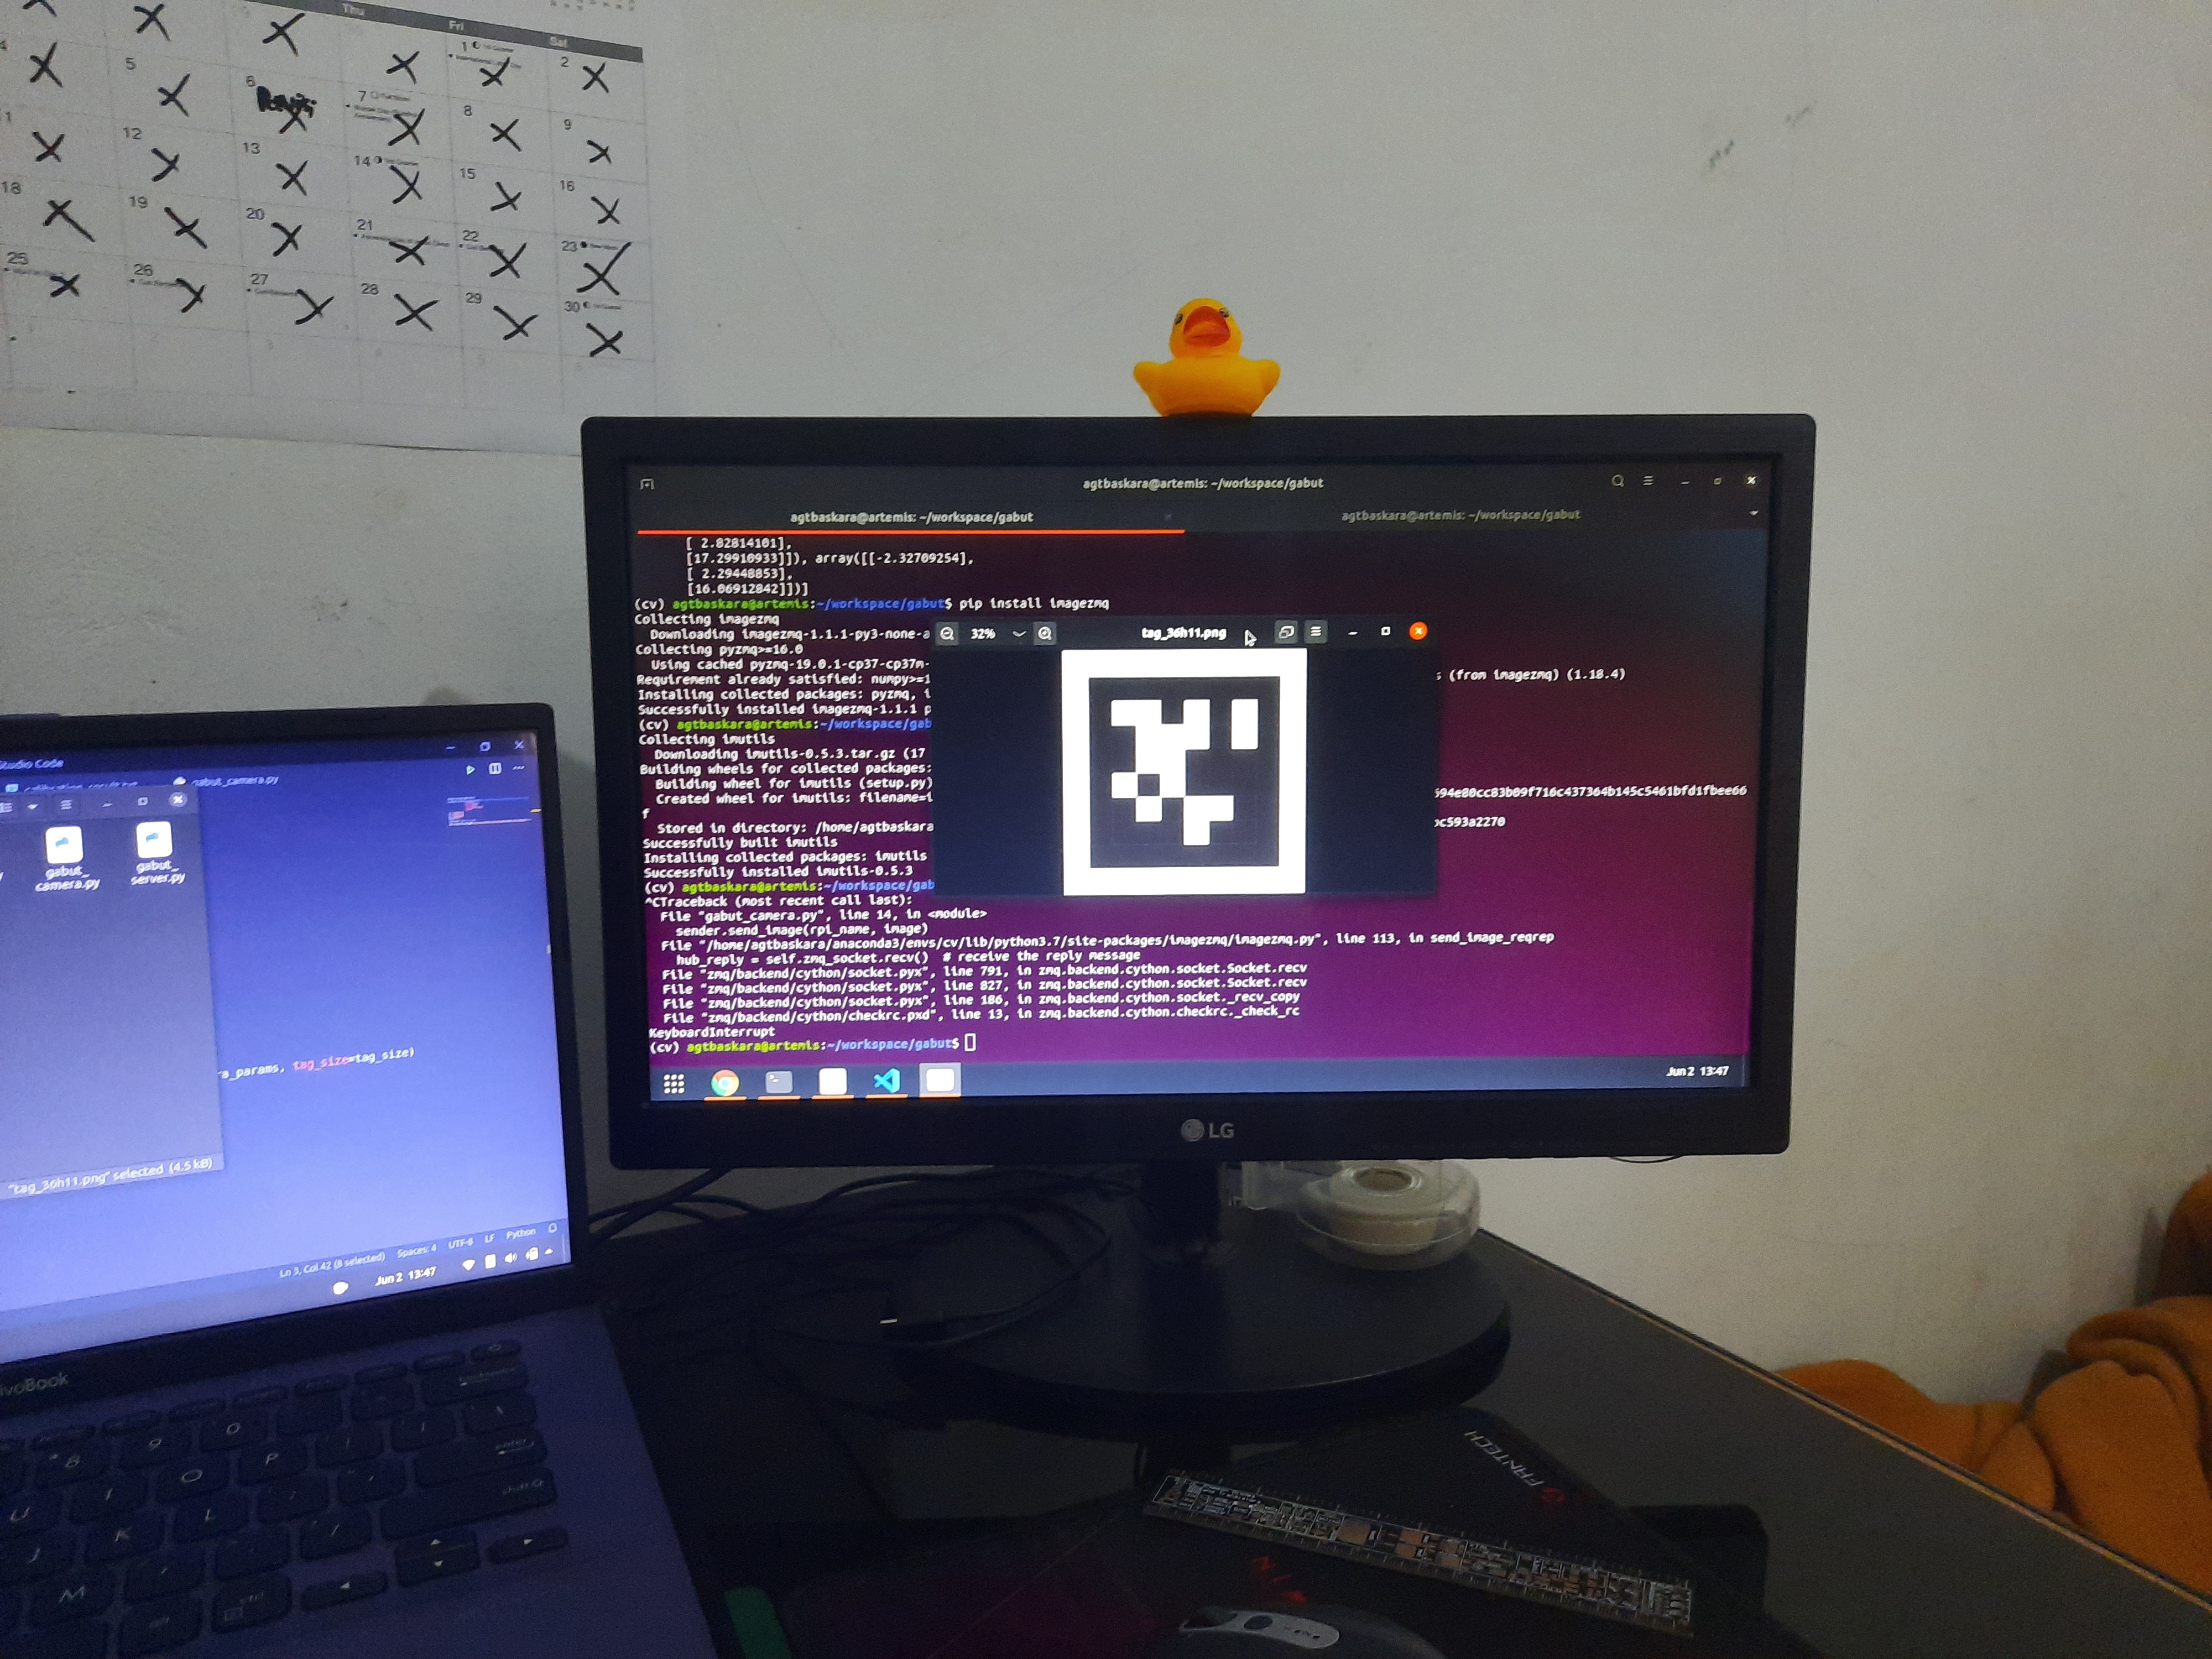 Thu Fri Sat
4 1 2
5 6 7 8 9
11 12 13 14 15 16
18 19 20 21 22 23
25 26 27 28 29 30
agtbaskara@artemis: ~/workspace/gabut
agtbaskara@artemis: ~/workspace/gabut
agtbaskara@artemis: ~/workspace/gabut
[ 2.82814101],
[17.29910933]]), array([[-2.32709254],
[ 2.29448853],
[16.06912842]])]
(cv) agtbaskara@artemis:~/workspace/gabut$ pip install imagezmq
Collecting imagezmq
Downloading imagezmq-1.1.1-py3-none-a
Collecting pyzmq>=16.0
Using cached pyzmq-19.0.1-cp37-cp37m-
Requirement already satisfied: numpy>=1 (from imagezmq) (1.18.4)
Installing collected packages: pyzmq, i
Successfully installed imagezmq-1.1.1 p
(cv) agtbaskara@artemis:~/workspace/gab
Collecting imutils
Downloading imutils-0.5.3.tar.gz (17
Building wheels for collected packages:
Building wheel for imutils (setup.py)
Created wheel for imutils: filename=i 594e80cc83b09f716c437364b145c5461bfd1fbee66
f
Stored in directory: /home/agtbaskara c593a2270
Successfully built imutils
Installing collected packages: imutils
Successfully installed imutils-0.5.3
(cv) agtbaskara@artemis:~/workspace/gab
^CTraceback (most recent call last):
File "gabut_camera.py", line 14, in <module>
sender.send_image(rpi_name, image)
File "/home/agtbaskara/anaconda3/envs/cv/lib/python3.7/site-packages/imagezmq/imagezmq.py", line 113, in send_image_reqrep
hub_reply = self.zmq_socket.recv() # receive the reply message
File "zmq/backend/cython/socket.pyx", line 791, in zmq.backend.cython.socket.Socket.recv
File "zmq/backend/cython/socket.pyx", line 827, in zmq.backend.cython.socket.Socket.recv
File "zmq/backend/cython/socket.pyx", line 186, in zmq.backend.cython.socket._recv_copy
File "zmq/backend/cython/checkrc.pxd", line 13, in zmq.backend.cython.checkrc._check_rc
KeyboardInterrupt
(cv) agtbaskara@artemis:~/workspace/gabut$
32% tag_36h11.png
Jun 2 13:47
LG
Studio Code
gabut_camera.py
gabut_
camera.py
gabut_
server.py
a_params, tag_size=tag_size)
"tag_36h11.png" selected (4.5 kB)
Ln 3, Col 42 (8 selected) Spaces: 4 UTF-8 LF Python
Jun 2 13:47
ivoBook
8 9 0
U I O P
J K L
M
enter
shift
FANTECH